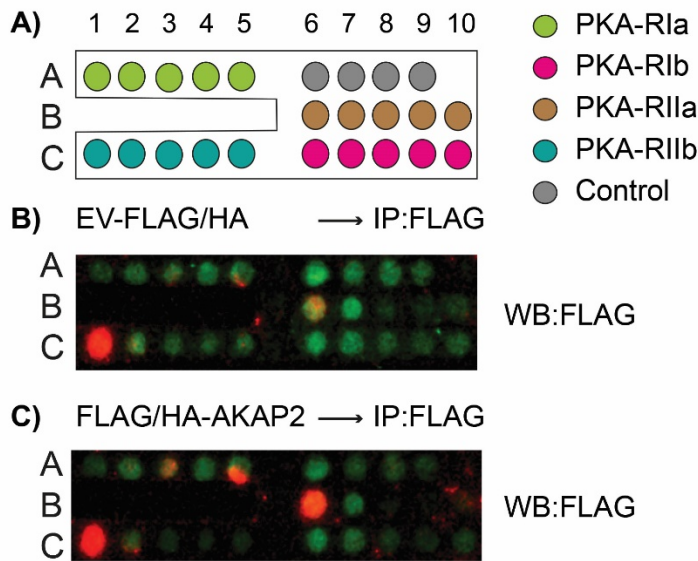 A) 1 2 3 4 5 6 7 8 9 10
A
B
C
PKA-RIa
PKA-RIb
PKA-RIIa
PKA-RIIb
Control
B) EV-FLAG/HA → IP:FLAG
A
B
C
WB:FLAG
C) FLAG/HA-AKAP2 → IP:FLAG
A
B
C
WB:FLAG